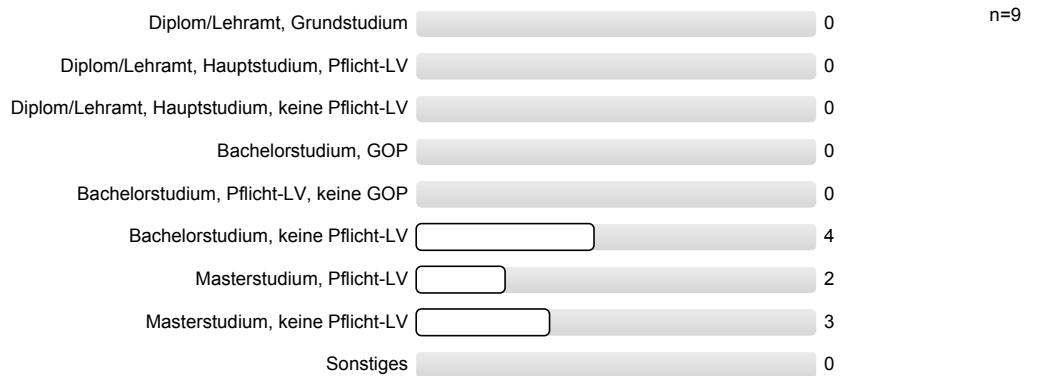 Diplom/Lehramt, Grundstudium 0 n=9
Diplom/Lehramt, Hauptstudium, Pflicht-LV 0
Diplom/Lehramt, Hauptstudium, keine Pflicht-LV 0
Bachelorstudium, GOP 0
Bachelorstudium, Pflicht-LV, keine GOP 0
Bachelorstudium, keine Pflicht-LV 4
Masterstudium, Pflicht-LV 2
Masterstudium, keine Pflicht-LV 3
Sonstiges 0